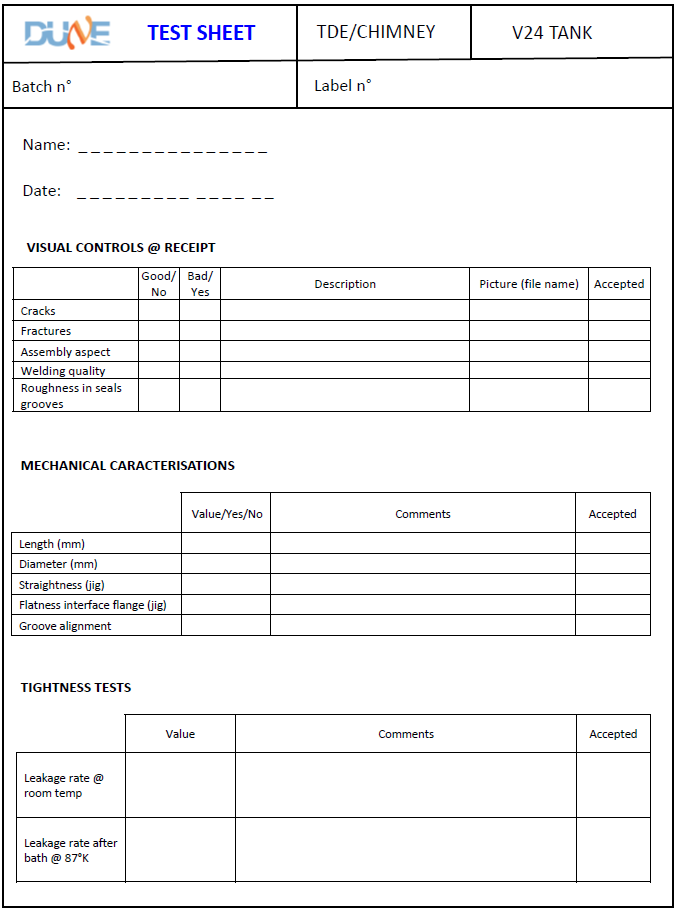 DUNE TEST SHEET TDE/CHIMNEY V24 TANK
Batch n° Label n°
Name: _ _ _ _ _ _ _ _ _ _ _ _ _ _ _
Date: _ _ _ _ _ _ _ _ _ _ _ _ _ _ _
VISUAL CONTROLS @ RECEIPT
Good/ Bad/
No Yes Description Picture (file name) Accepted
Cracks
Fractures
Assembly aspect
Welding quality
Roughness in seals
grooves
MECHANICAL CARACTERISATIONS
Value/Yes/No Comments Accepted
Length (mm)
Diameter (mm)
Straightness (jig)
Flatness interface flange (jig)
Groove alignment
TIGHTNESS TESTS
Value Comments Accepted
Leakage rate @
room temp
Leakage rate after
bath @ 87°K